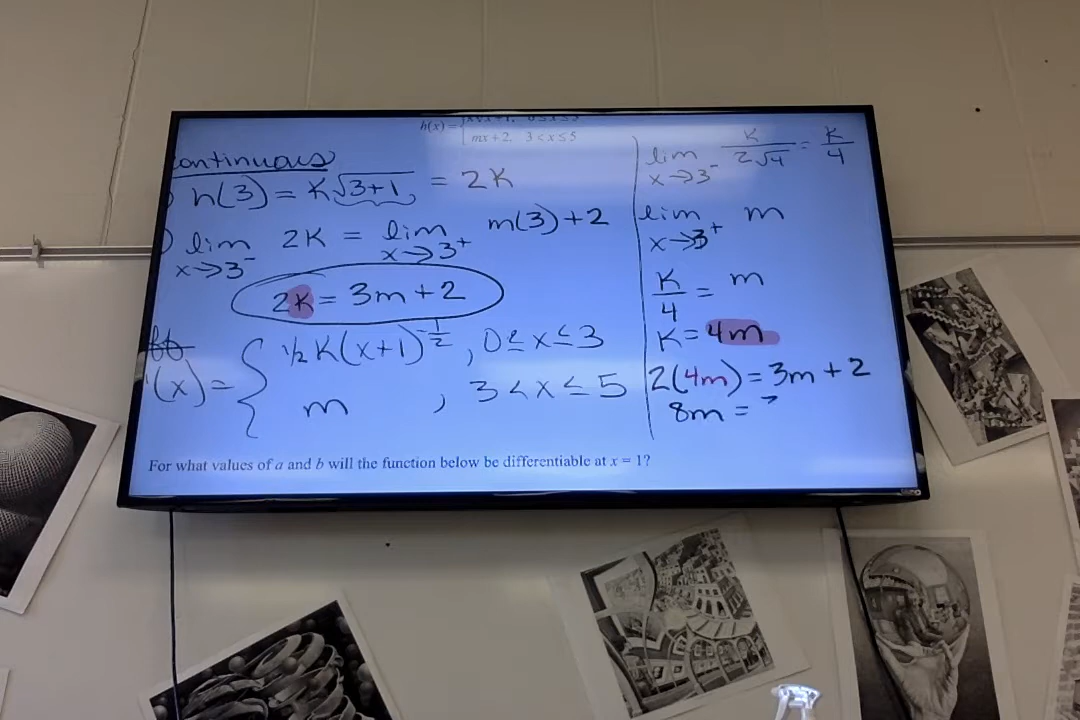 h(x) =
mx + 2, 3 < x ≤ 5
continuous
h(3) = K√3+1 = 2K
lim 2K = lim m(3)+2
x→3⁻ x→3⁺
2K = 3m+2
'(x) = { ½K(x+1)^-½, 0≤x≤3
m , 3<x≤5
lim K/2√4 = K/4
x→3⁻
lim m
x→3⁺
K/4 = m
K=4m
2(4m)=3m+2
8m =
For what values of a and b will the function below be differentiable at x = 1?